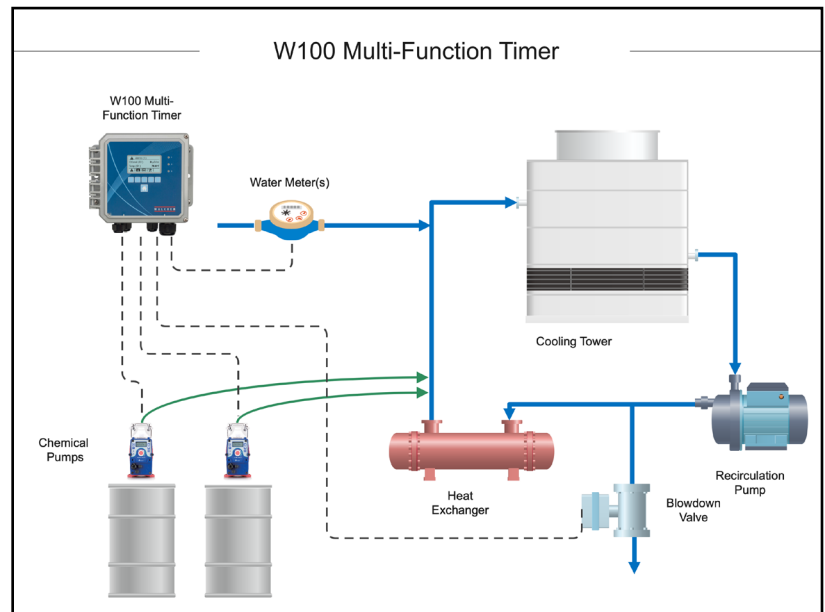 W100 Multi-Function Timer
W100 Multi-
Function Timer
Water Meter(s)
Cooling Tower
Chemical
Pumps
Heat
Exchanger
Recirculation
Pump
Blowdown
Valve